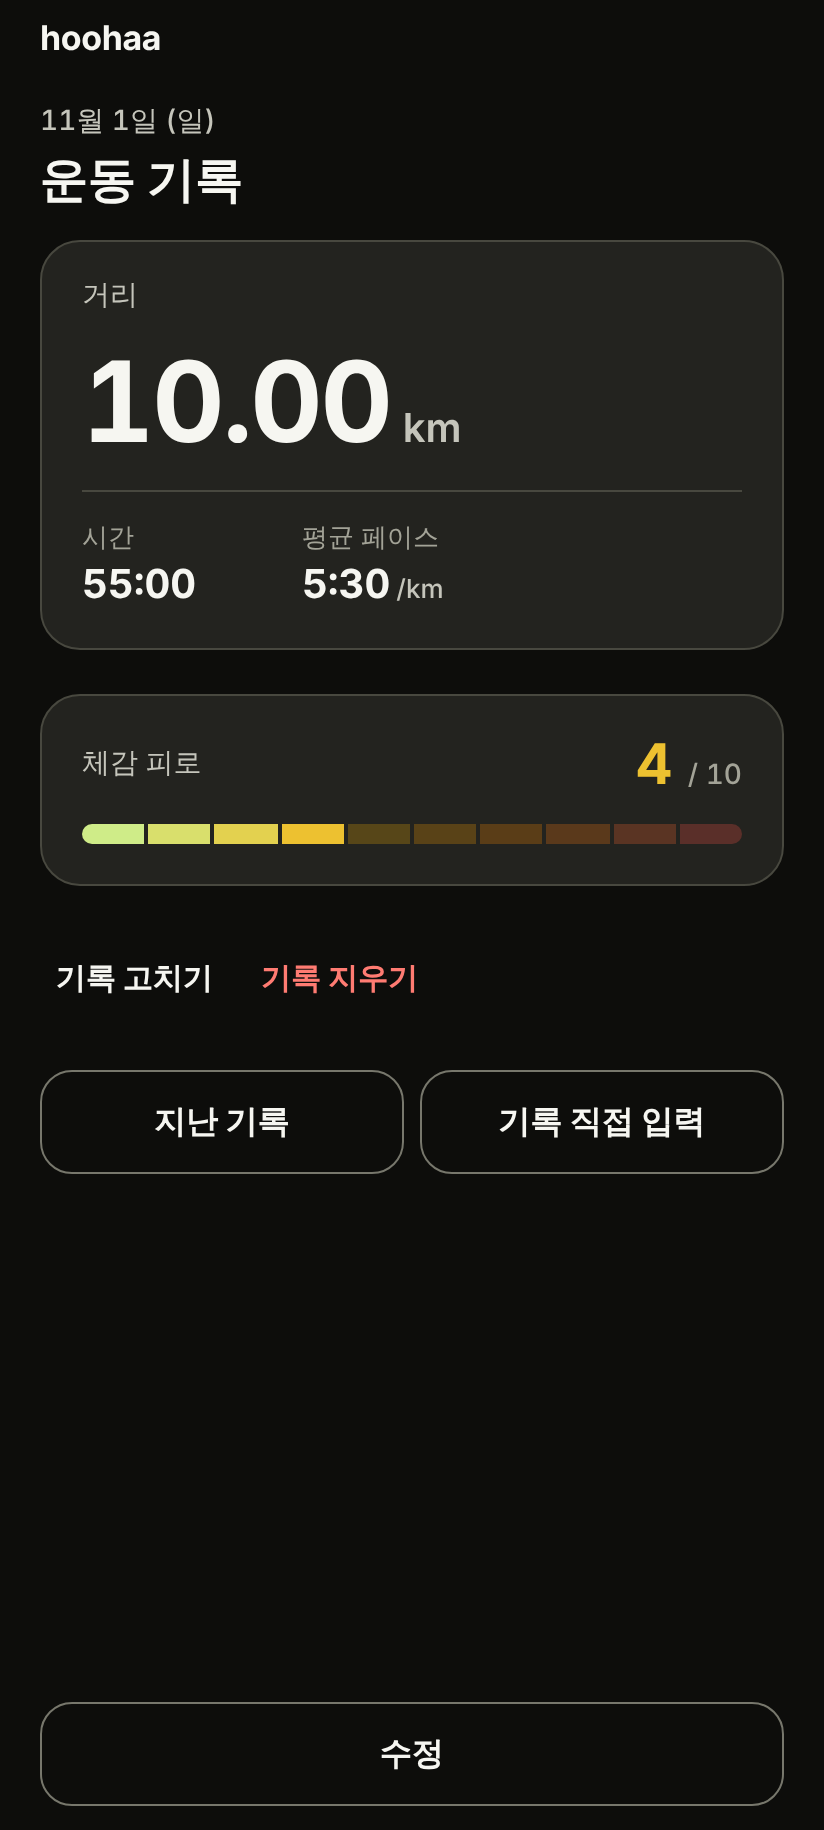 hoohaa
11월 1일 (일)
운동 기록
거리
10.00 km
시간 평균 페이스
55:00 5:30 /km
체감 피로 4 / 10
기록 고치기 기록 지우기
지난 기록 기록 직접 입력
수정